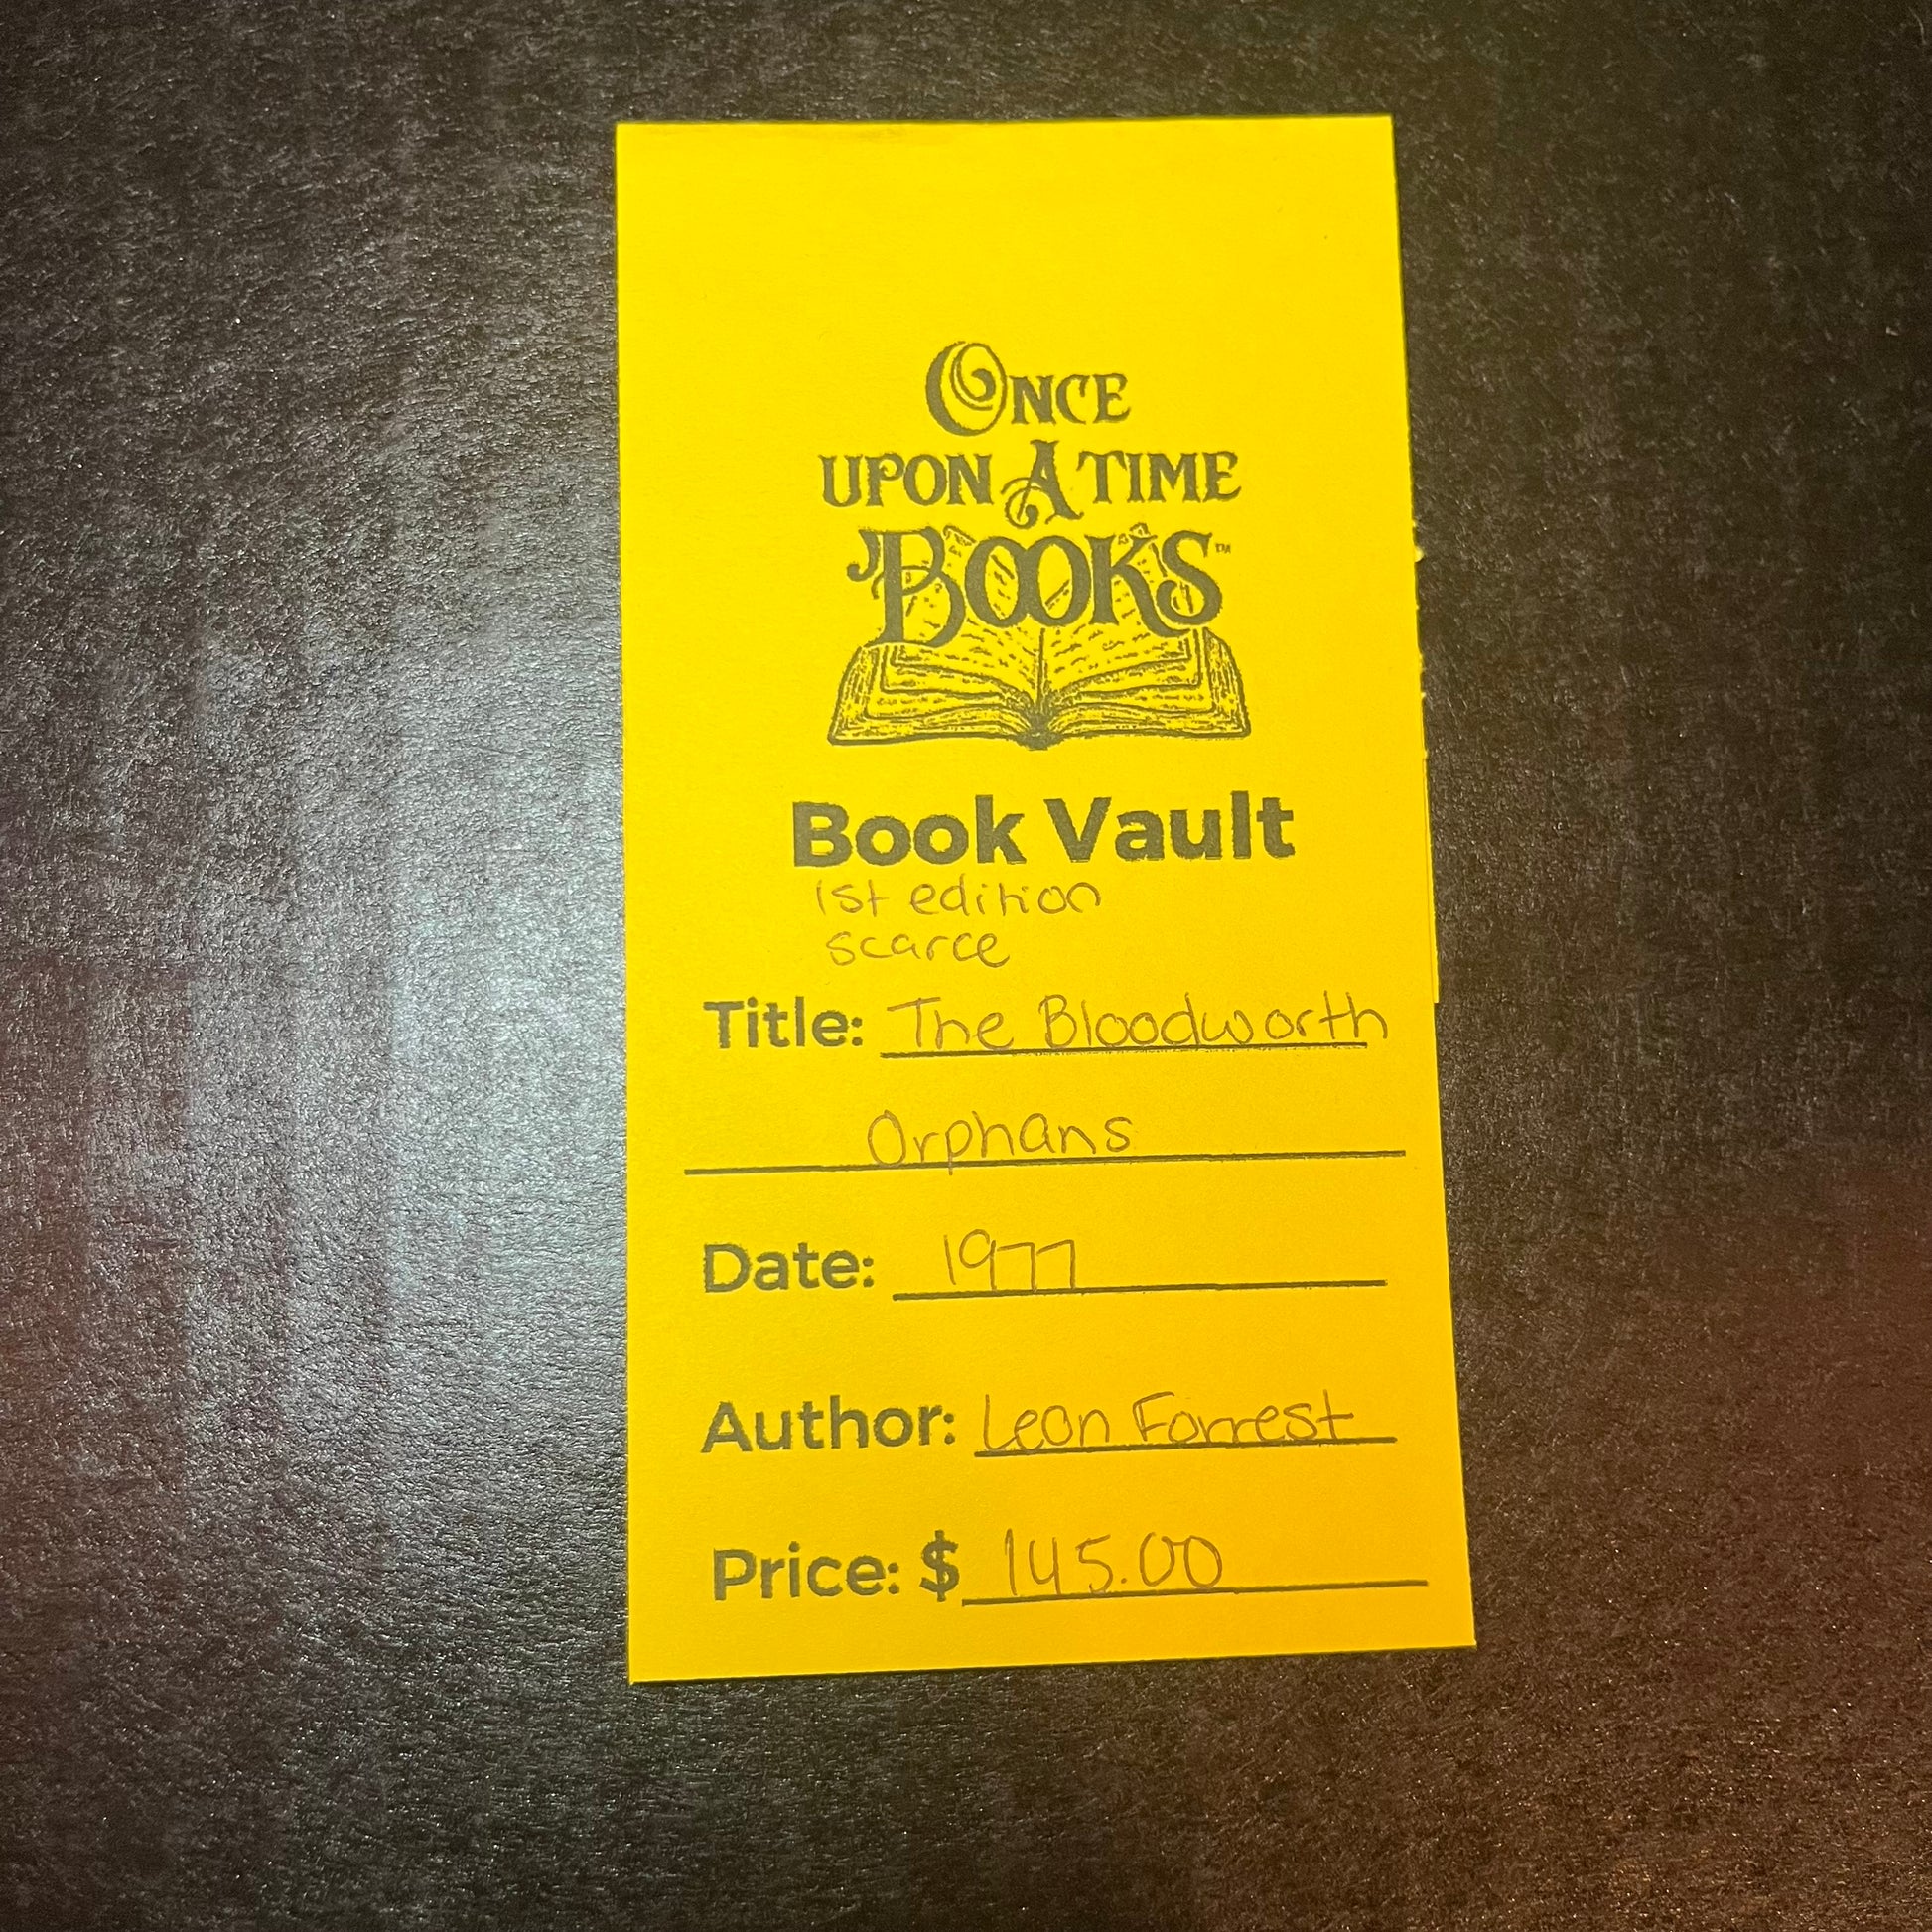 ONCE
UPON A TIME
BOOKS™
Book Vault
1st edition
scarce
Title: The Bloodworth
Orphans
Date: 1977
Author: Leon Forrest
Price: $ 145.00